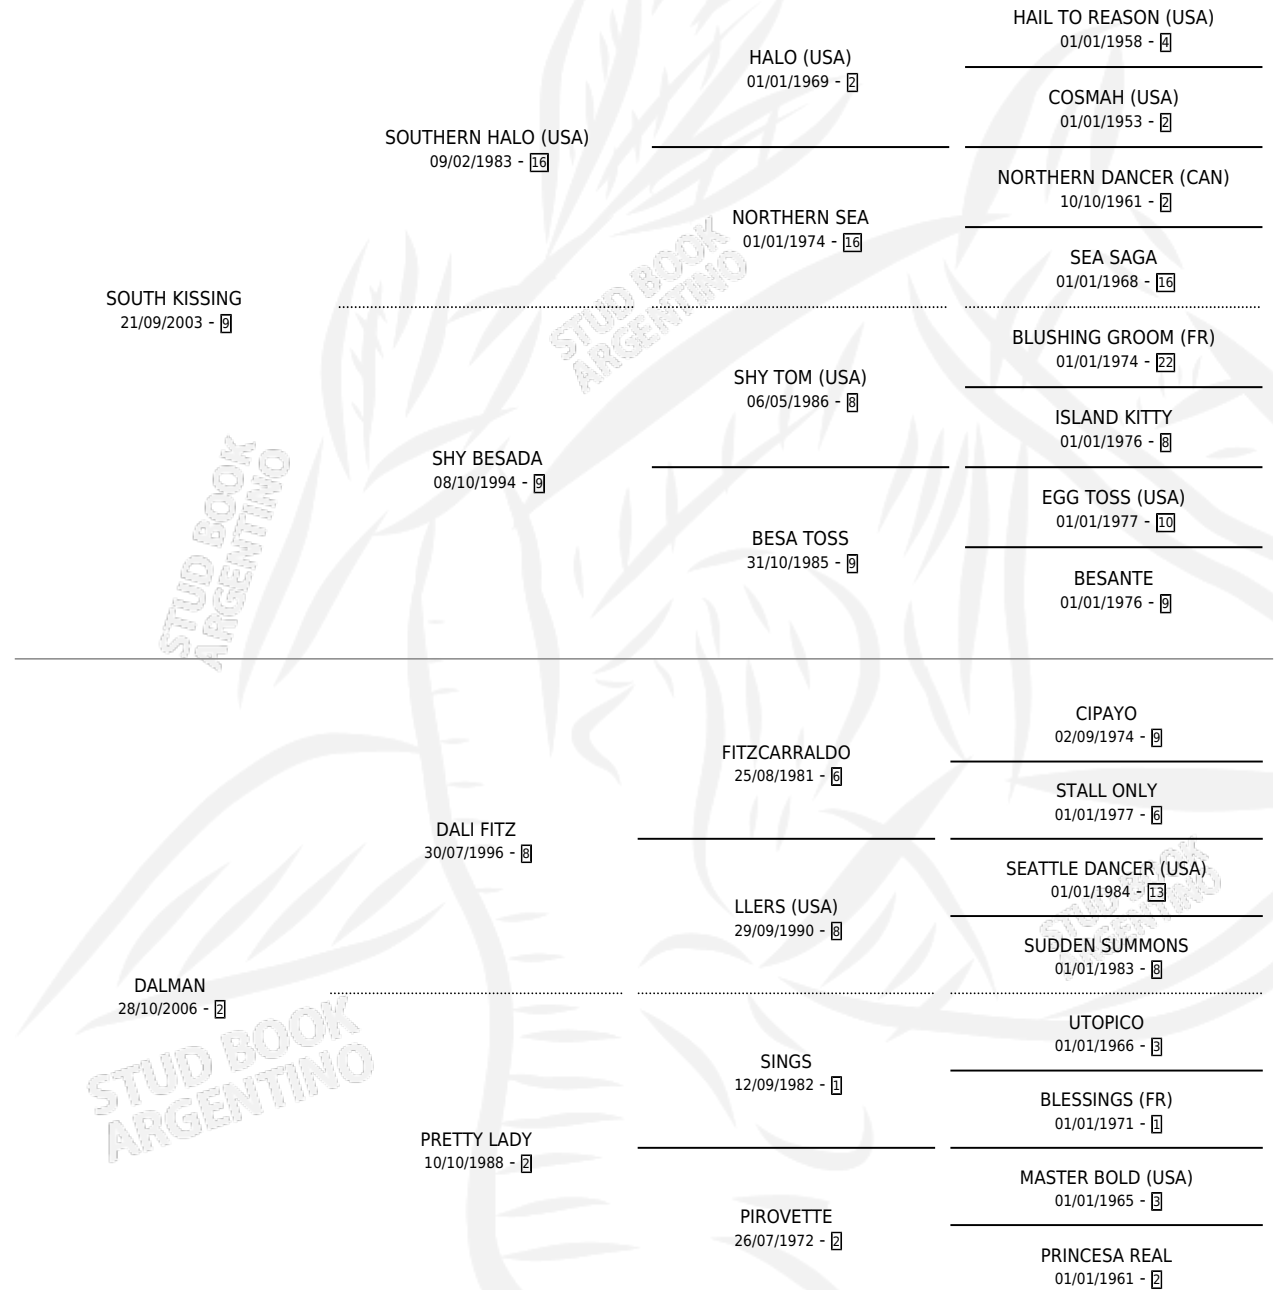 HAIL TO REASON (USA)
01/01/1958 - 4
HALO (USA)
01/01/1969 - 2
COSMAH (USA)
01/01/1953 - 2
SOUTHERN HALO (USA)
09/02/1983 - 16
NORTHERN DANCER (CAN)
10/10/1961 - 2
NORTHERN SEA
01/01/1974 - 16
SEA SAGA
01/01/1968 - 16
SOUTH KISSING
21/09/2003 - 9
STUD BOOK
ARGENTINO
BLUSHING GROOM (FR)
01/01/1974 - 22
SHY TOM (USA)
06/05/1986 - 8
ISLAND KITTY
01/01/1976 - 8
SHY BESADA
08/10/1994 - 9
EGG TOSS (USA)
01/01/1977 - 10
BESA TOSS
31/10/1985 - 9
BESANTE
01/01/1976 - 9
STUD BOOK
ARGENTINO
CIPAYO
02/09/1974 - 9
FITZCARRALDO
25/08/1981 - 6
STALL ONLY
01/01/1977 - 6
DALI FITZ
30/07/1996 - 8
SEATTLE DANCER (USA)
01/01/1984 - 13
LLERS (USA)
29/09/1990 - 8
SUDDEN SUMMONS
01/01/1983 - 8
STUD BOOK
ARGENTINO
DALMAN
28/10/2006 - 2
UTOPICO
01/01/1966 - 3
SINGS
12/09/1982 - 1
BLESSINGS (FR)
01/01/1971 - 1
STUD BOOK
ARGENTINO
PRETTY LADY
10/10/1988 - 2
MASTER BOLD (USA)
01/01/1965 - 3
PIROVETTE
26/07/1972 - 2
PRINCESA REAL
01/01/1961 - 2